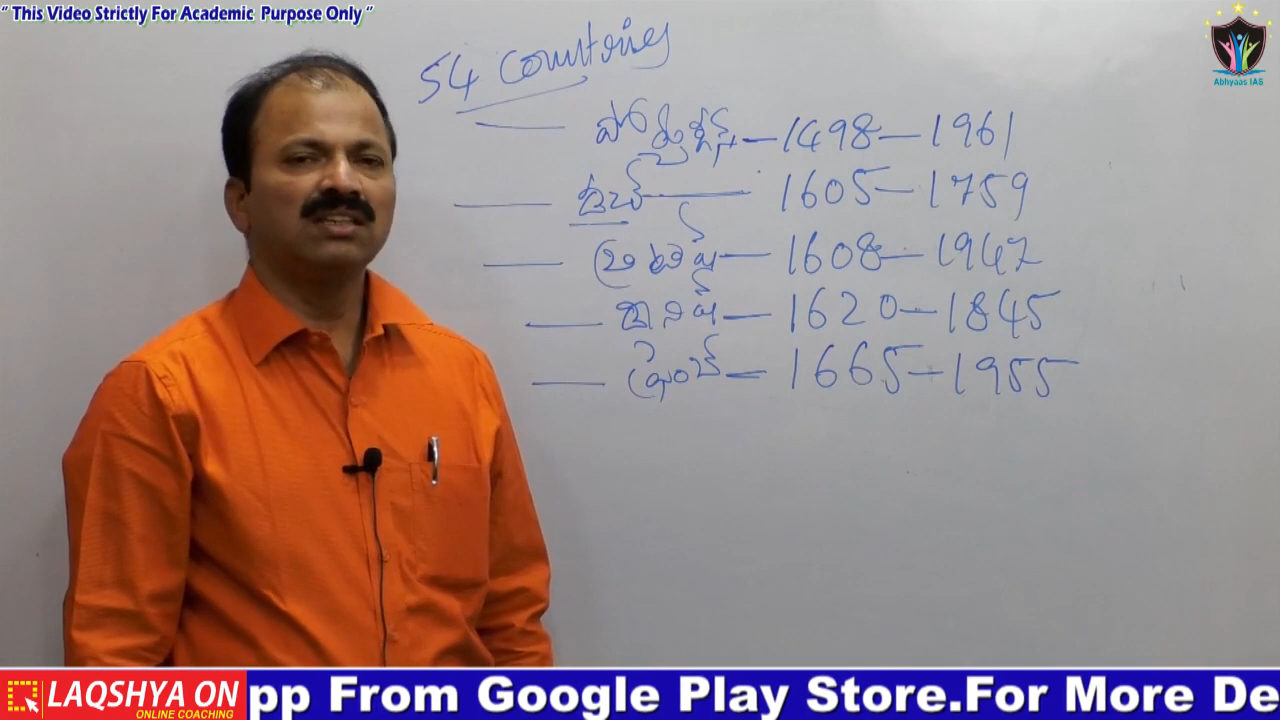 " This Video Strictly For Academic Purpose Only "
Abhyaas IAS
54 Countries
— పోర్చుగీస్ — 1498 — 1961
— డచ్ — 1605 — 1759
— బ్రిటిష్ — 1608 — 1947
— డానిష్ — 1620 — 1845
— ఫ్రెంచ్ — 1665 — 1955
LAQSHYA ON
ONLINE COACHING
pp From Google Play Store.For More De